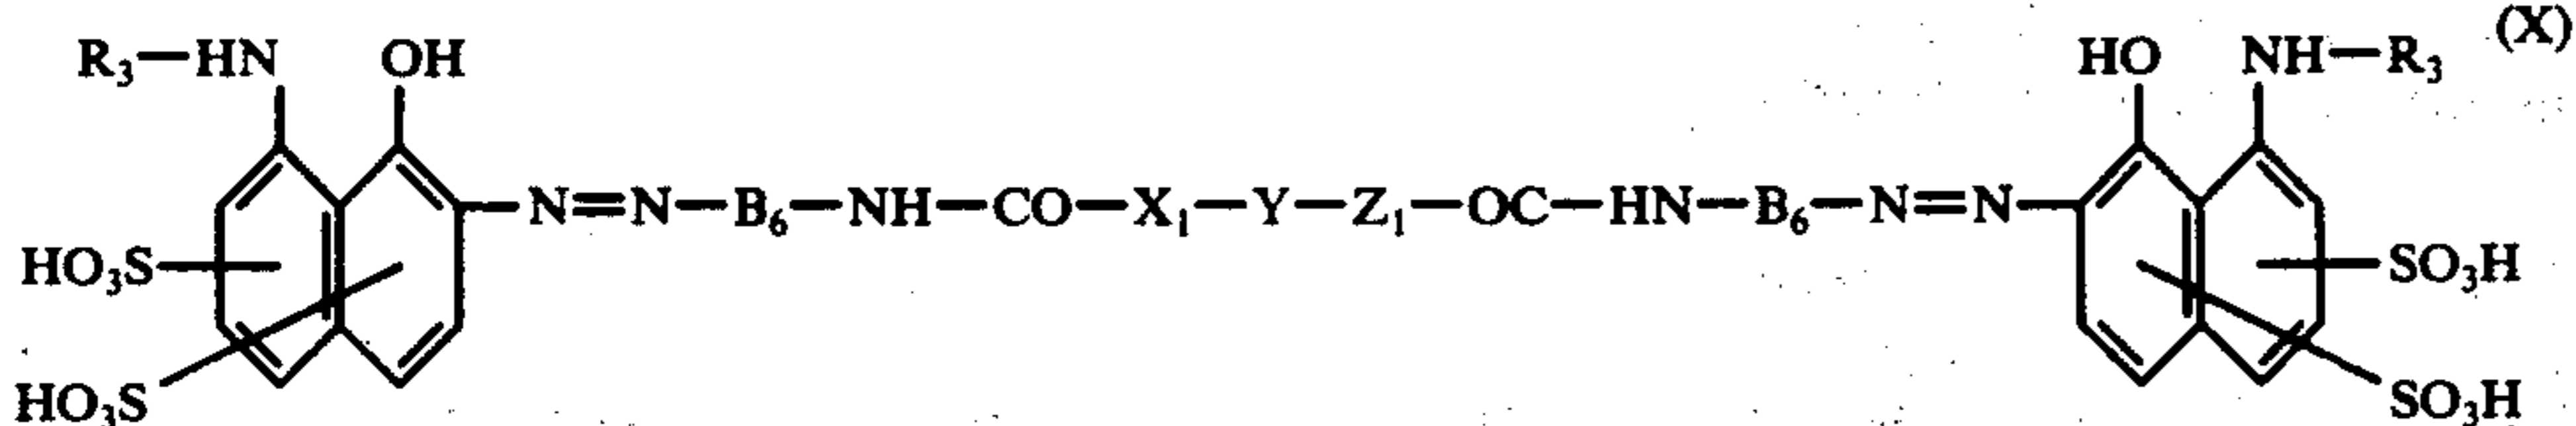 R₃—HN OH HO NH—R₃ (X)
N=N—B₆—NH—CO—X₁—Y—Z₁—OC—HN—B₆—N=N
HO₃S SO₃H
HO₃S SO₃H